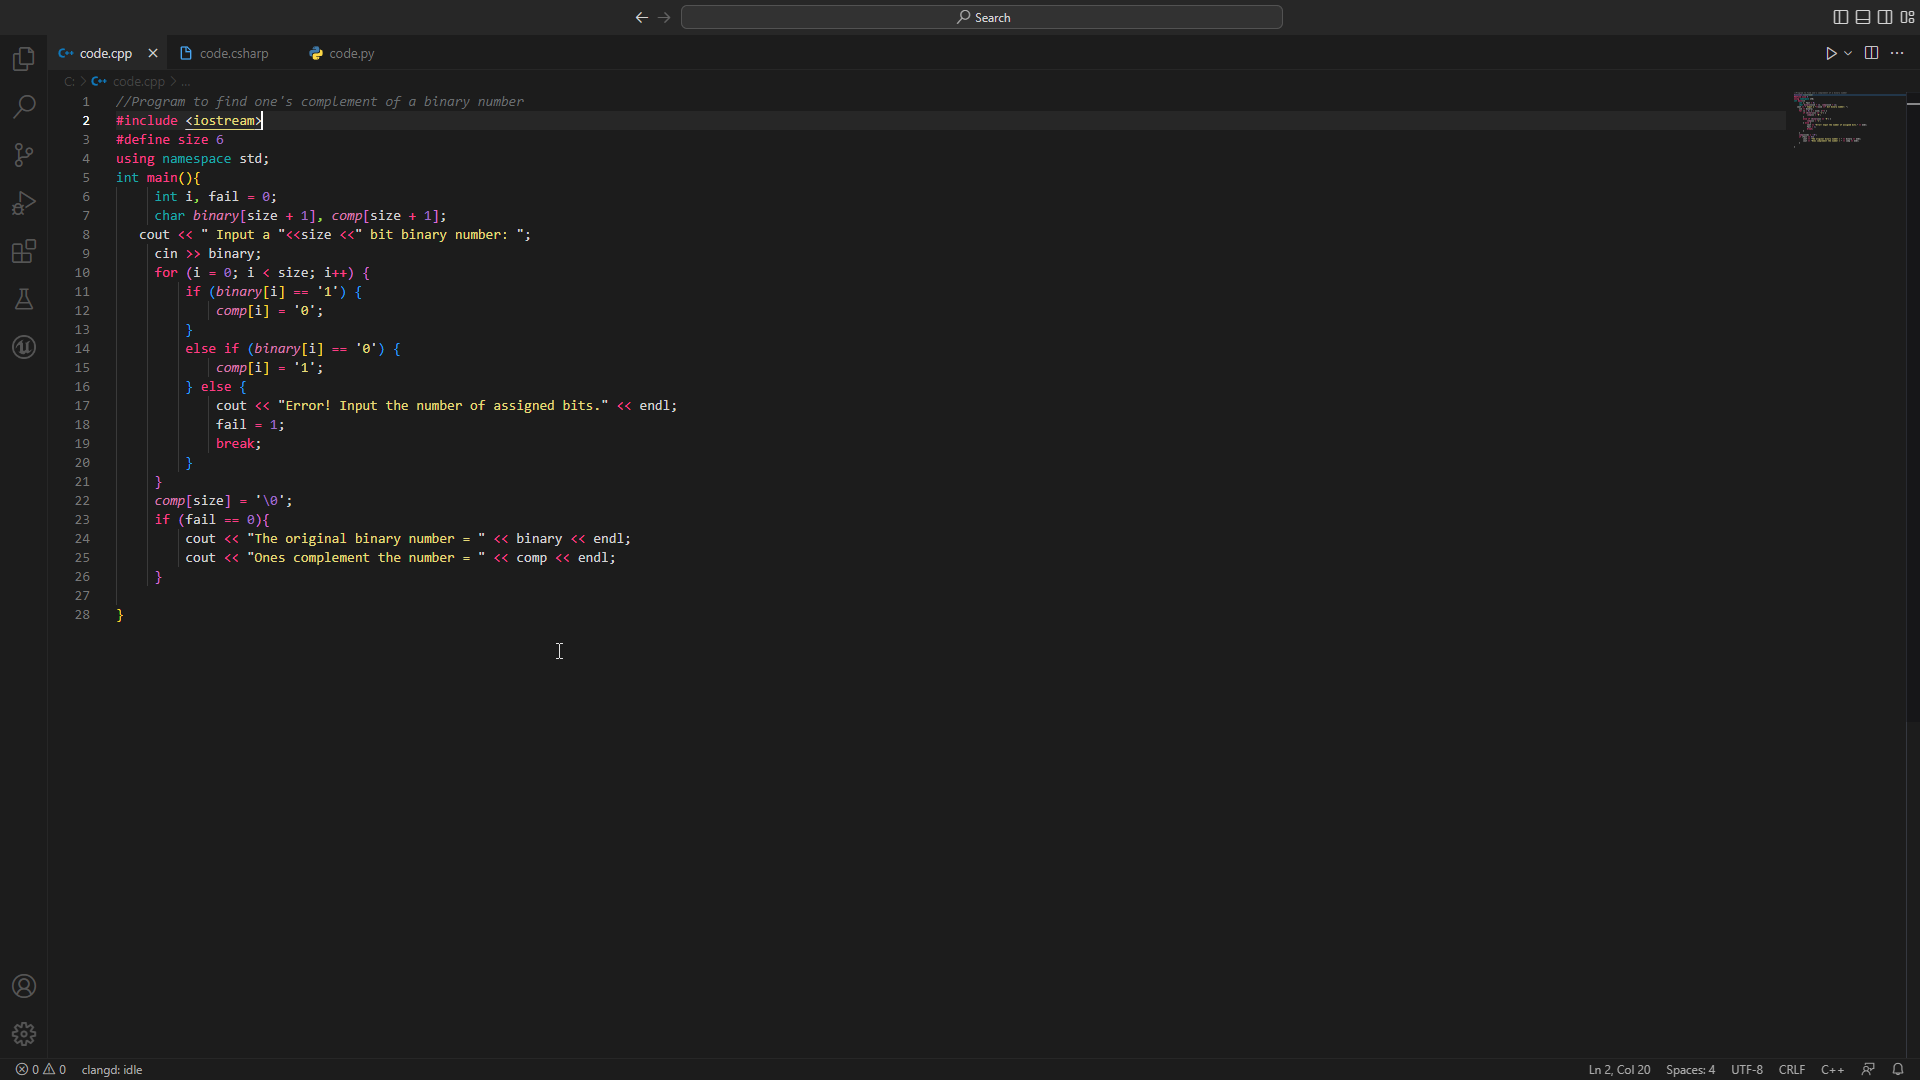 Search
code.cpp
code.csharp
code.py
C: > code.cpp > ...
1 //Program to find one's complement of a binary number
2 #include <iostream>
3 #define size 6
4 using namespace std;
5 int main(){
6 int i, fail = 0;
7 char binary[size + 1], comp[size + 1];
8 cout << " Input a "<<size <<" bit binary number: ";
9 cin >> binary;
10 for (i = 0; i < size; i++) {
11 if (binary[i] == '1') {
12 comp[i] = '0';
13 }
14 else if (binary[i] == '0') {
15 comp[i] = '1';
16 } else {
17 cout << "Error! Input the number of assigned bits." << endl;
18 fail = 1;
19 break;
20 }
21 }
22 comp[size] = '\0';
23 if (fail == 0){
24 cout << "The original binary number = " << binary << endl;
25 cout << "Ones complement the number = " << comp << endl;
26 }
27
28 }
0 0 clangd: idle Ln 2, Col 20 Spaces: 4 UTF-8 CRLF C++